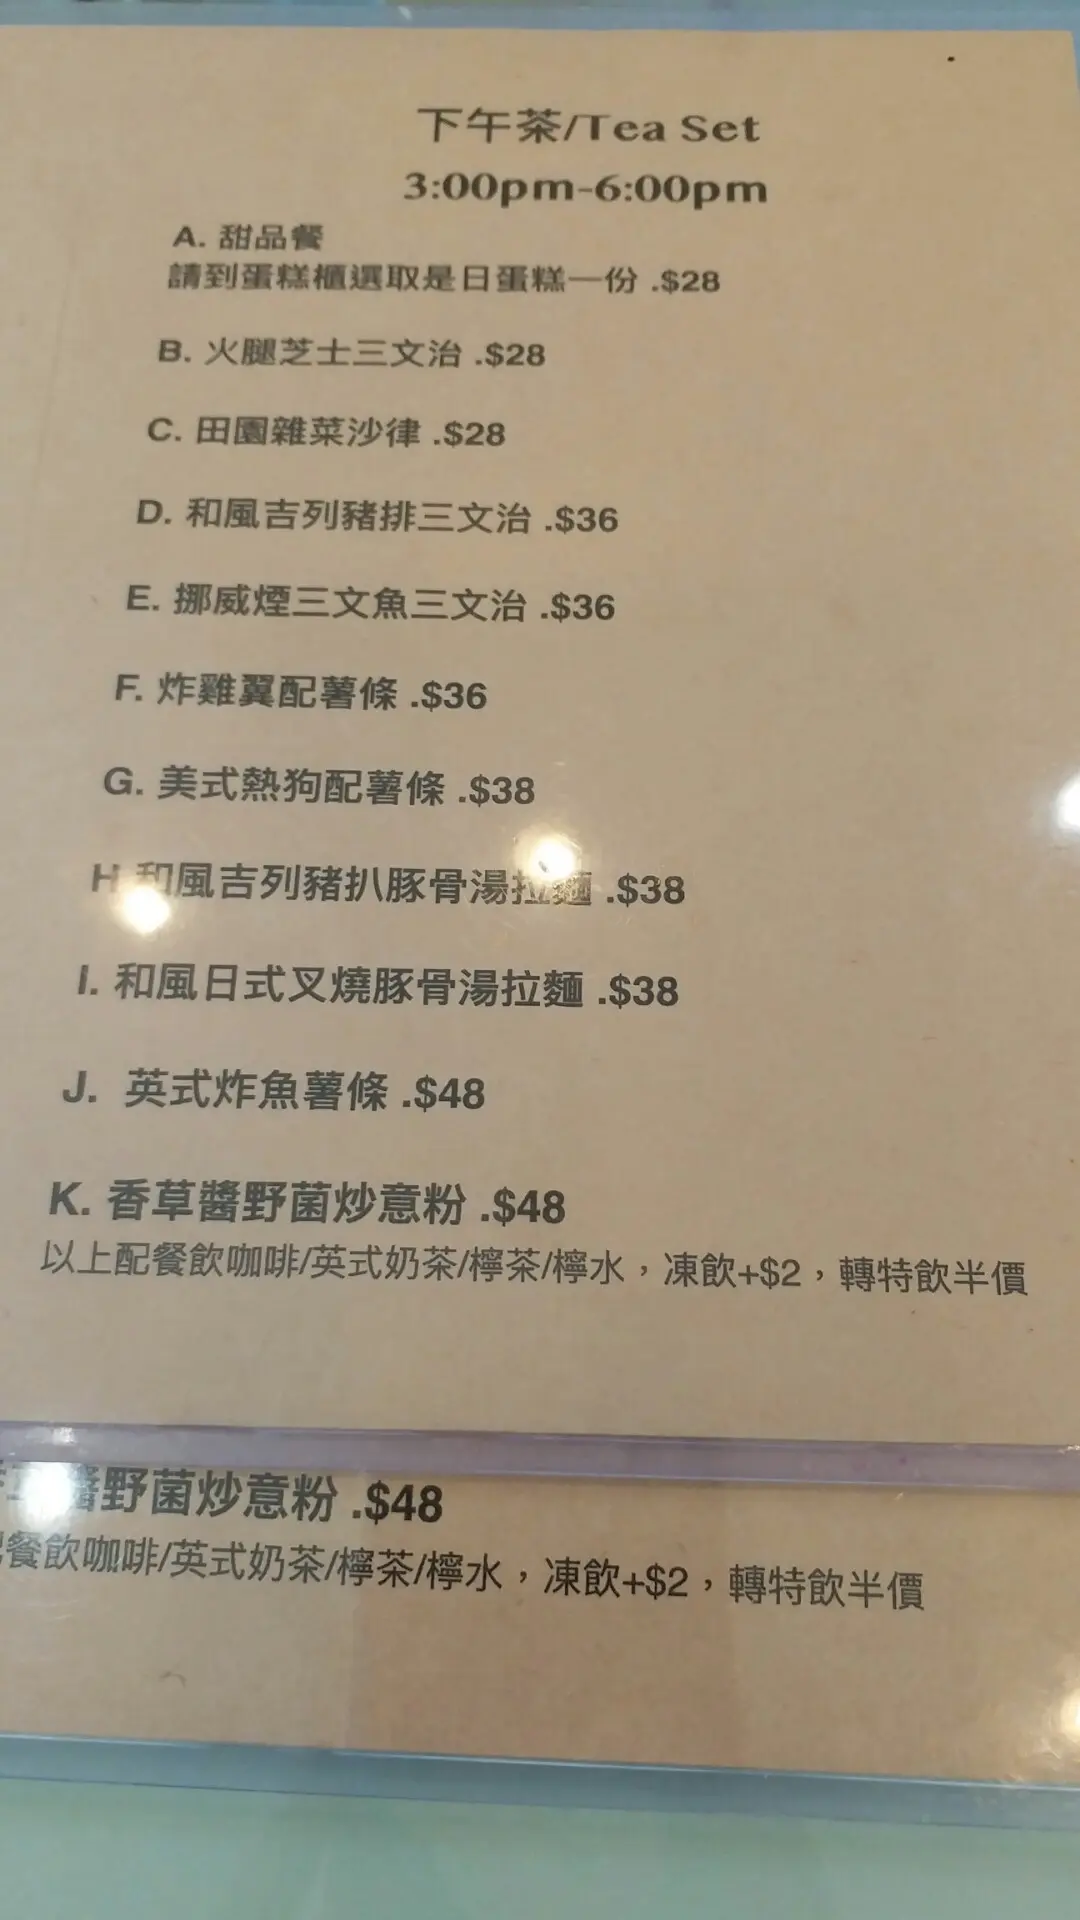 下午茶/Tea Set
3:00pm-6:00pm
A. 甜品餐
請到蛋糕櫃選取是日蛋糕一份 .$28
B. 火腿芝士三文治 .$28
C. 田園雜菜沙律 .$28
D. 和風吉列豬排三文治 .$36
E. 挪威煙三文魚三文治 .$36
F. 炸雞翼配薯條 .$36
G. 美式熱狗配薯條 .$38
H 和風吉列豬扒豚骨湯拉麵 .$38
I. 和風日式叉燒豚骨湯拉麵 .$38
J. 英式炸魚薯條 .$48
K. 香草醬野菌炒意粉 .$48
以上配餐飲咖啡/英式奶茶/檸茶/檸水，凍飲+$2，轉特飲半價
草醬野菌炒意粉 .$48
配餐飲咖啡/英式奶茶/檸茶/檸水，凍飲+$2，轉特飲半價